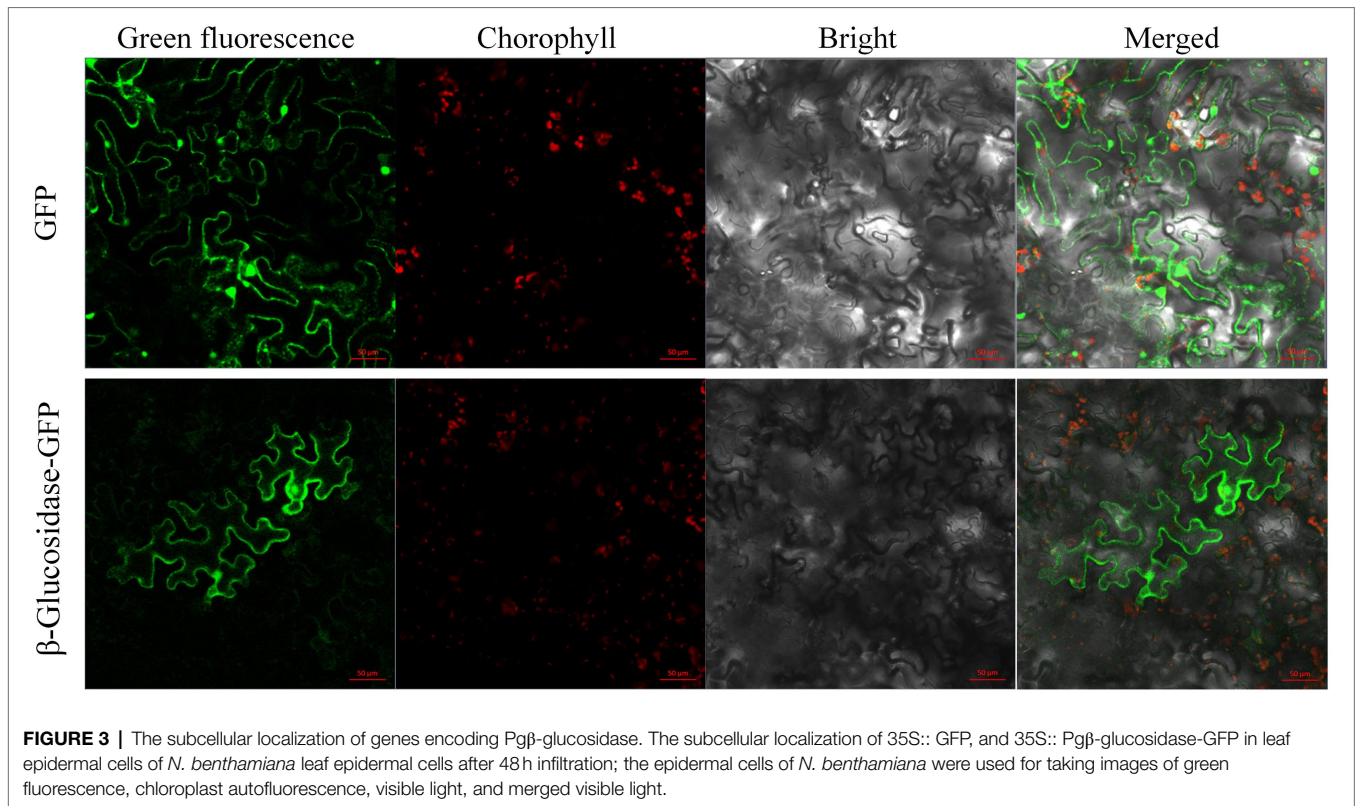 Green fluorescence
Chorophyll
Bright
Merged
GFP
50 μm
50 μm
50 μm
50 μm
β-Glucosidase-GFP
50 μm
50 μm
50 μm
50 μm
FIGURE 3 | The subcellular localization of genes encoding Pgβ-glucosidase. The subcellular localization of 35S:: GFP, and 35S:: Pgβ-glucosidase-GFP in leaf
epidermal cells of N. benthamiana leaf epidermal cells after 48 h infiltration; the epidermal cells of N. benthamiana were used for taking images of green
fluorescence, chloroplast autofluorescence, visible light, and merged visible light.